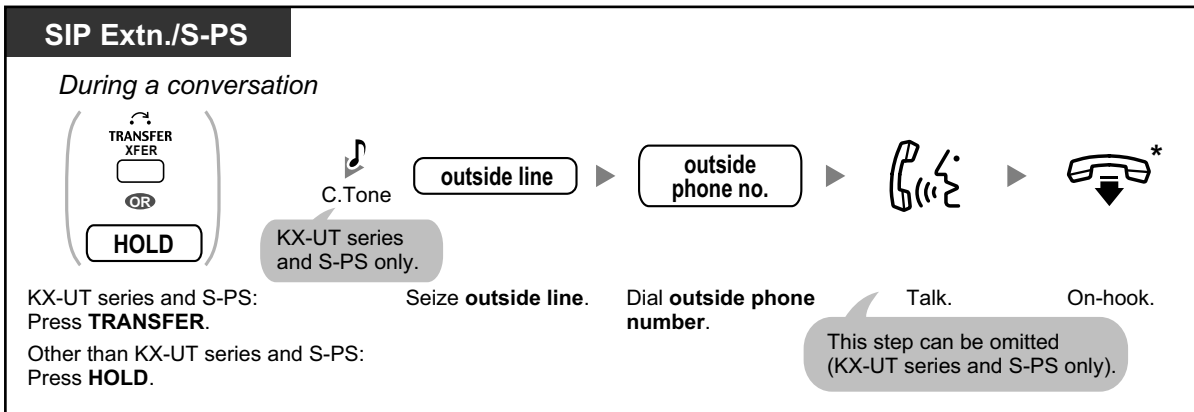 SIP Extn./S-PS
During a conversation
TRANSFER
XFER
OR
HOLD
C.Tone
KX-UT series
and S-PS only.
outside line
outside
phone no.
*
KX-UT series and S-PS:
Press TRANSFER.
Other than KX-UT series and S-PS:
Press HOLD.
Seize outside line.
Dial outside phone
number.
Talk.
This step can be omitted
(KX-UT series and S-PS only).
On-hook.